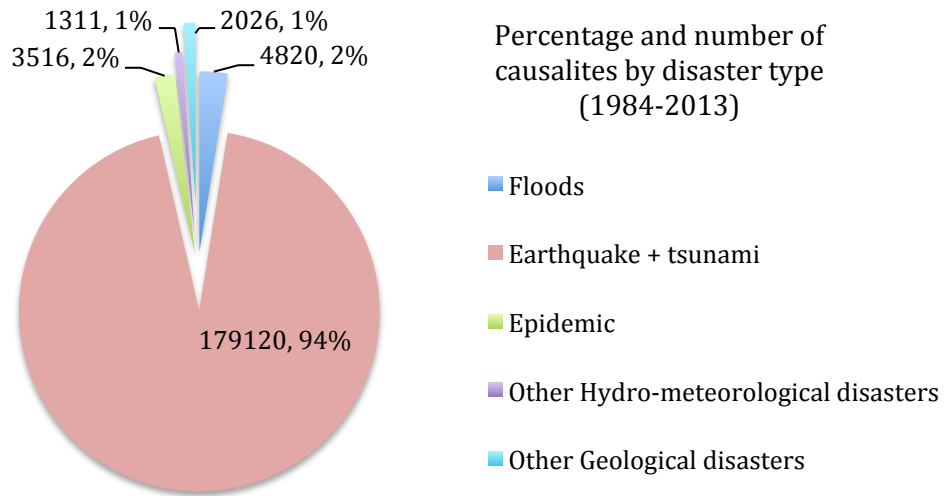 1311, 1%
2026, 1%
3516, 2%
4820, 2%
179120, 94%
Percentage and number of
causalites by disaster type
(1984-2013)
Floods
Earthquake + tsunami
Epidemic
Other Hydro-meteorological disasters
Other Geological disasters